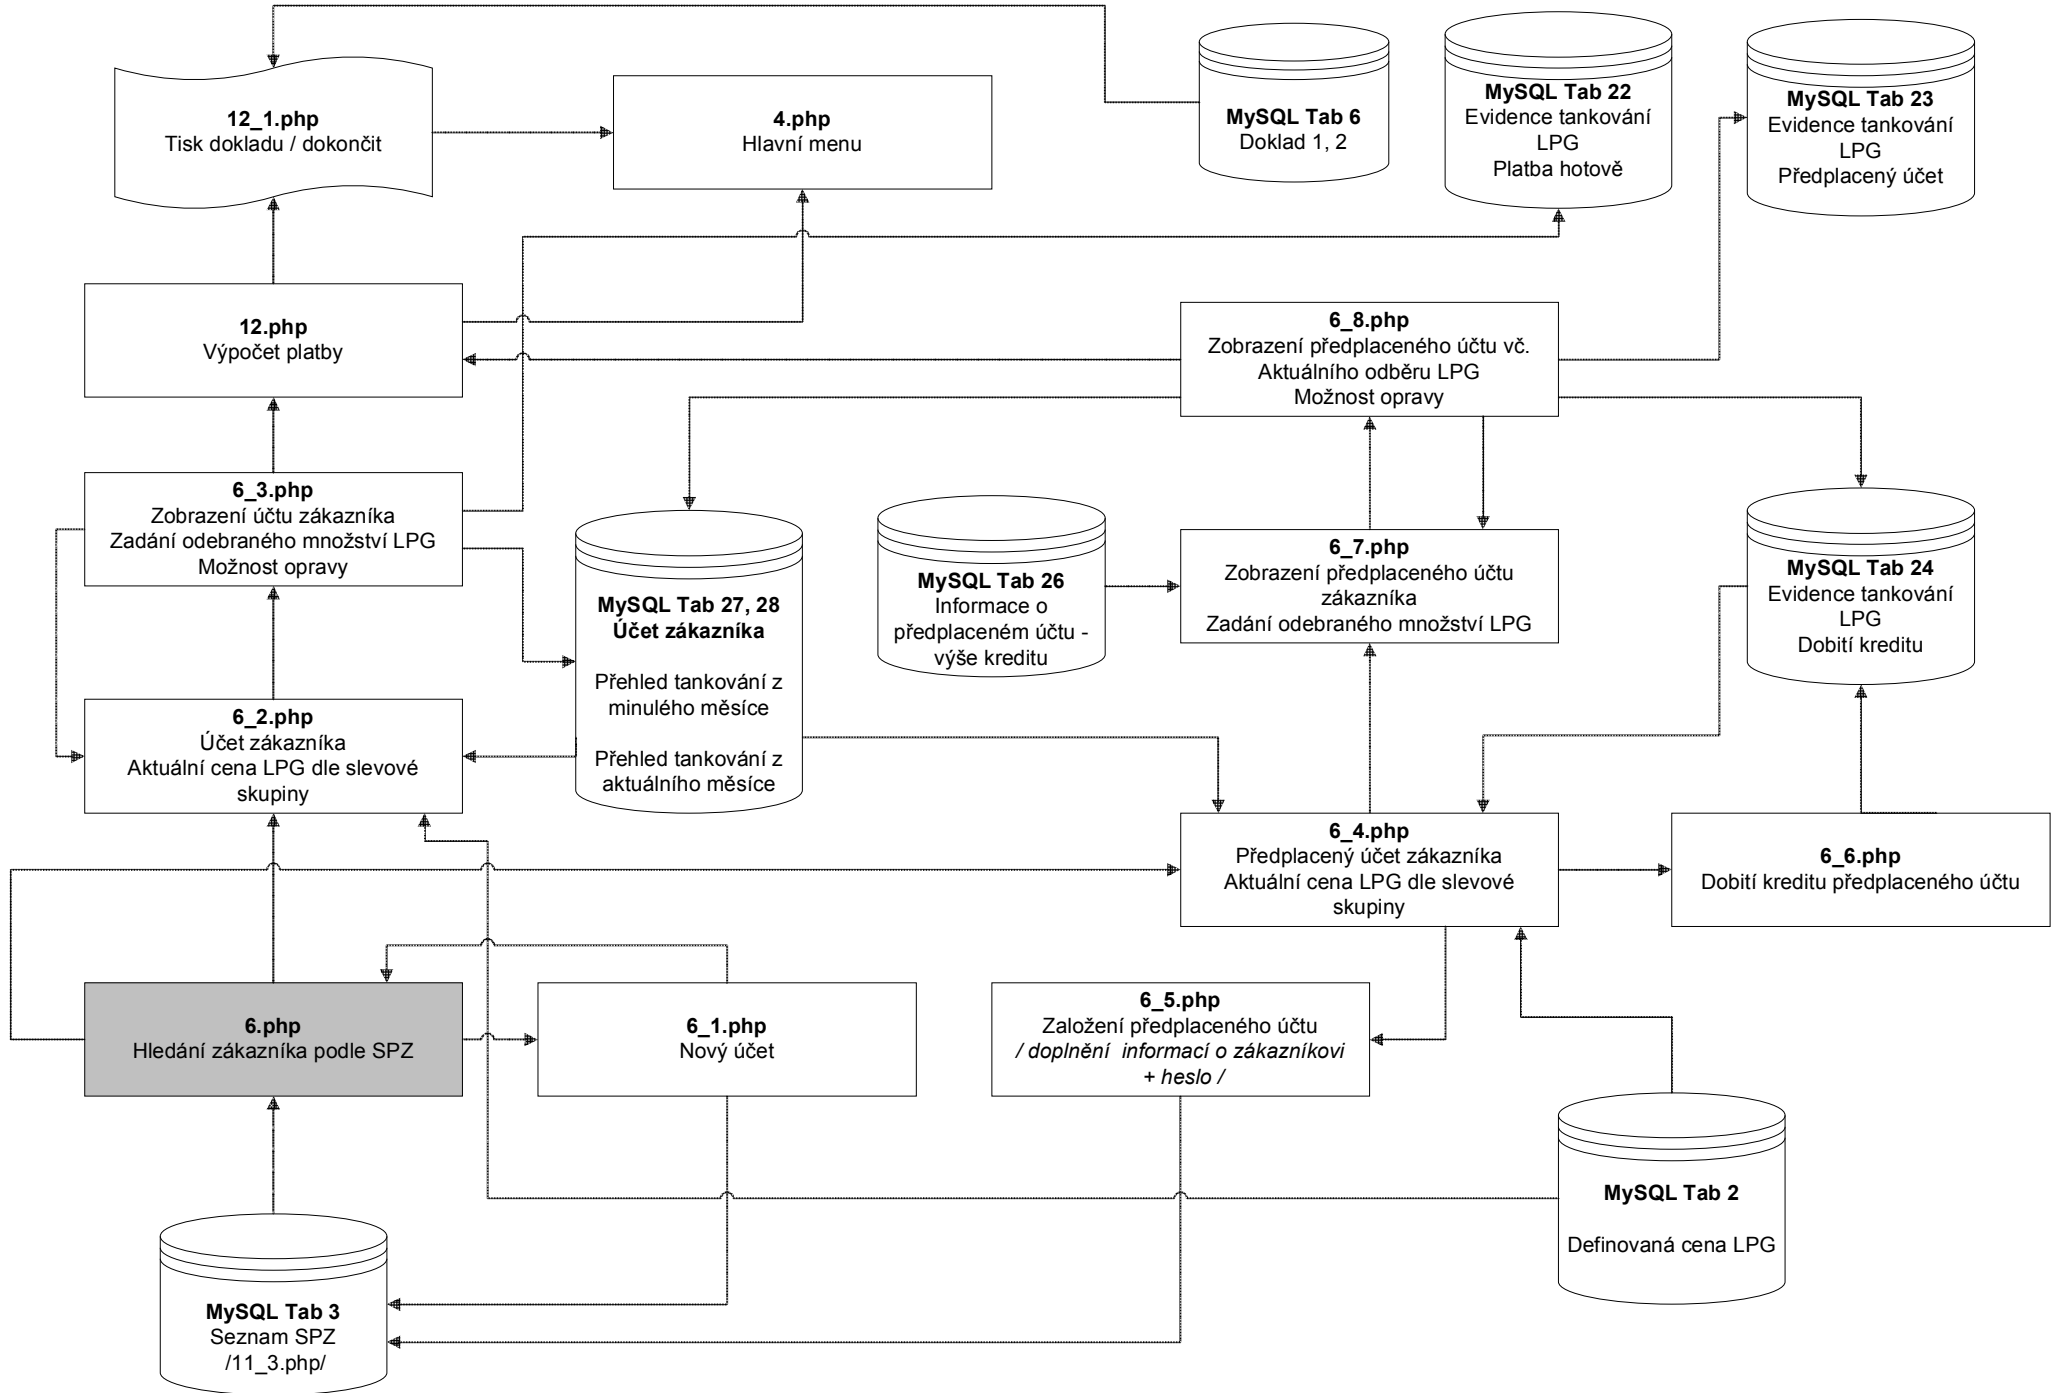 12_1.php
Tisk dokladu / dokončit
4.php
Hlavní menu
MySQL Tab 6
Doklad 1, 2
MySQL Tab 22
Evidence tankování
LPG
Platba hotově
MySQL Tab 23
Evidence tankování
LPG
Předplacený účet
12.php
Výpočet platby
6_8.php
Zobrazení předplaceného účtu vč.
Aktuálního odběru LPG
Možnost opravy
6_3.php
Zobrazení účtu zákazníka
Zadání odebraného množství LPG
Možnost opravy
MySQL Tab 27, 28
Účet zákazníka
Přehled tankování z
minulého měsíce
Přehled tankování z
aktuálního měsíce
MySQL Tab 26
Informace o
předplaceném účtu -
výše kreditu
6_7.php
Zobrazení předplaceného účtu
zákazníka
Zadání odebraného množství LPG
MySQL Tab 24
Evidence tankování
LPG
Dobití kreditu
6_2.php
Účet zákazníka
Aktuální cena LPG dle slevové
skupiny
6_4.php
Předplacený účet zákazníka
Aktuální cena LPG dle slevové
skupiny
6_6.php
Dobití kreditu předplaceného účtu
6.php
Hledání zákazníka podle SPZ
6_1.php
Nový účet
6_5.php
Založení předplaceného účtu
/ doplnění  informací o zákazníkovi
+ heslo /
MySQL Tab 2
Definovaná cena LPG
MySQL Tab 3
Seznam SPZ
/11_3.php/